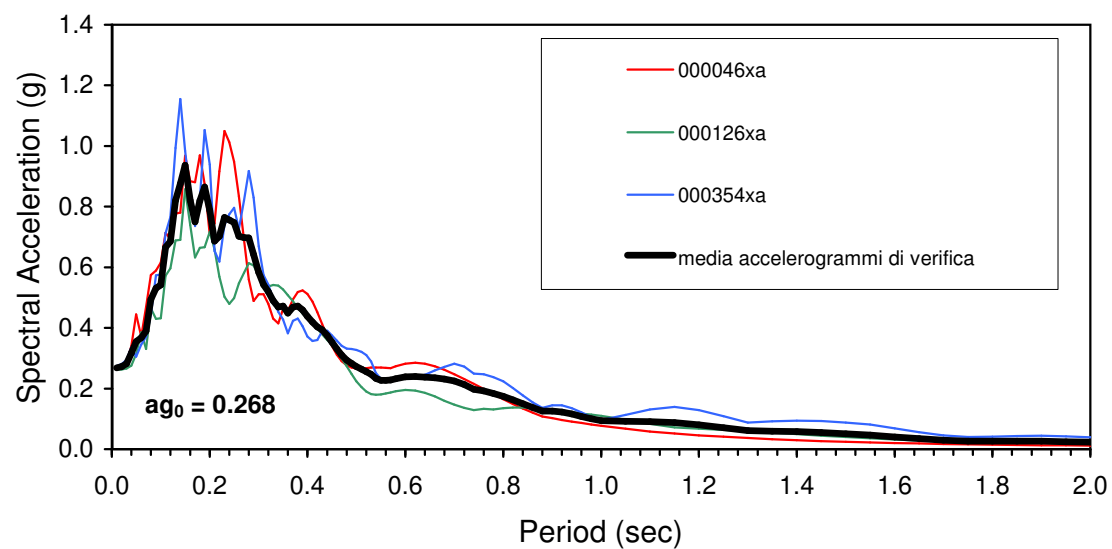 1.4
1.2
1.0
0.8
0.6
0.4
0.2
0.0
Spectral Acceleration (g)
000046xa
000126xa
000354xa
media accelerogrammi di verifica
ag₀ = 0.268
0.0 0.2 0.4 0.6 0.8 1.0 1.2 1.4 1.6 1.8 2.0
Period (sec)